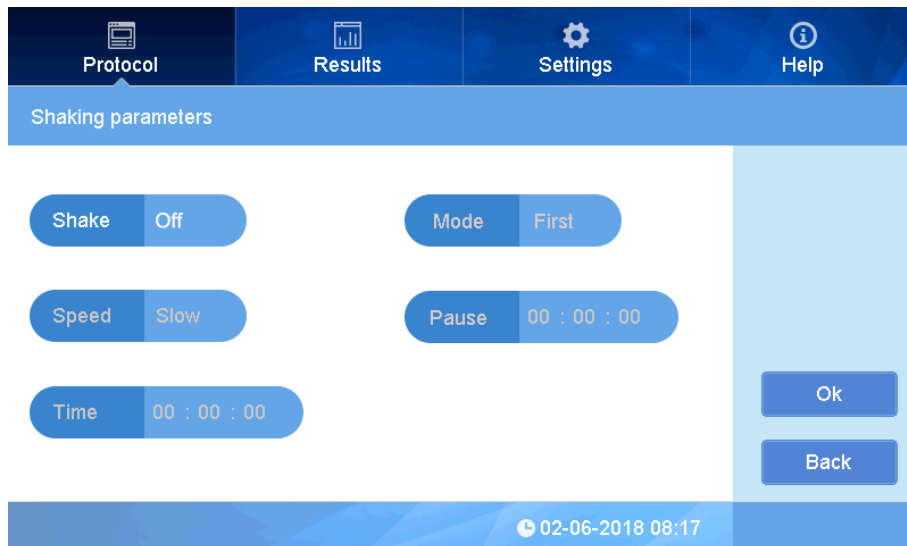 Protocol Results Settings Help
Shaking parameters
Shake Off Mode First
Speed Slow Pause 00 : 00 : 00
Time 00 : 00 : 00
Ok
Back
02-06-2018 08:17